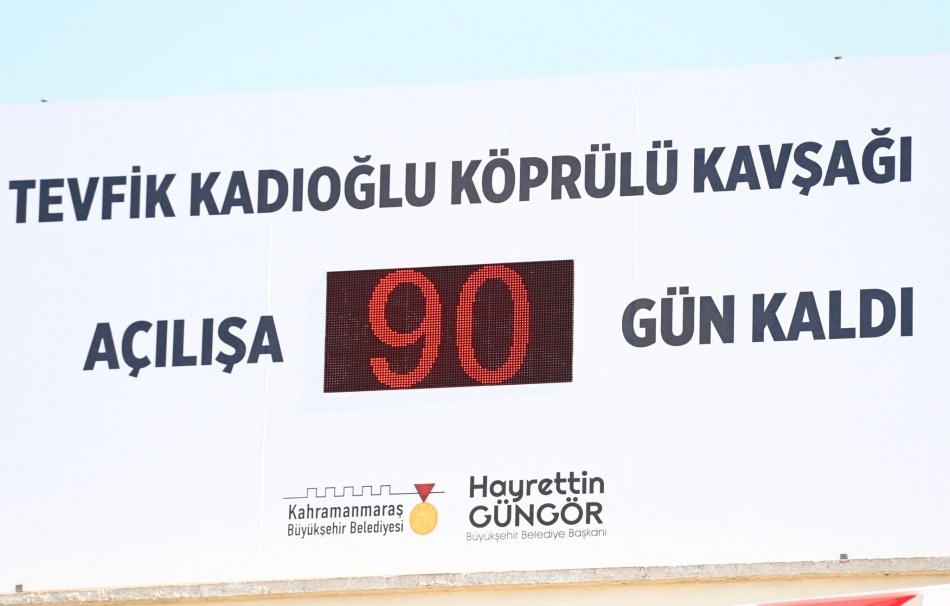 TEVFİK KADIOĞLU KÖPRÜLÜ KAVŞAĞI
AÇILIŞA 90 GÜN KALDI
Kahramanmaraş
Büyükşehir Belediyesi
Hayrettin
GÜNGÖR
Büyükşehir Belediye Başkanı